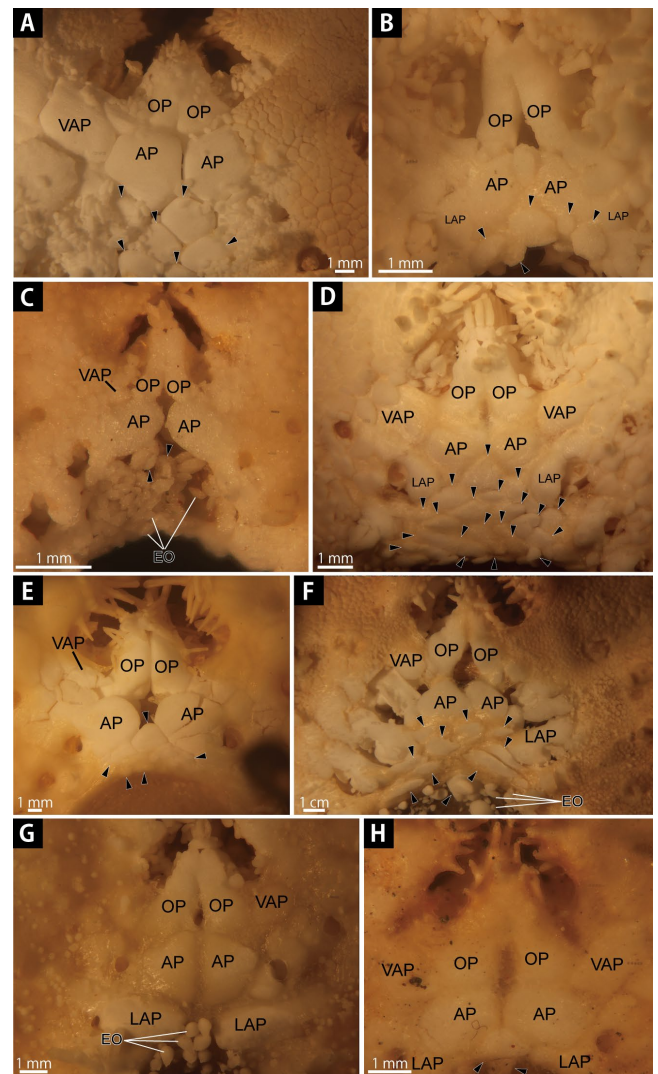 A
OP OP
VAP
AP AP
1 mm
B
OP OP
AP AP
LAP LAP
1 mm
C
VAP OP OP
AP AP
EO
1 mm
D
OP OP
VAP VAP
AP AP
LAP LAP
1 mm
E
VAP
OP OP
AP AP
1 mm
F
VAP OP OP
AP AP
LAP
EO
1 cm
G
OP OP VAP
AP AP
LAP LAP
EO
1 mm
H
VAP OP OP VAP
AP AP
LAP LAP
1 mm